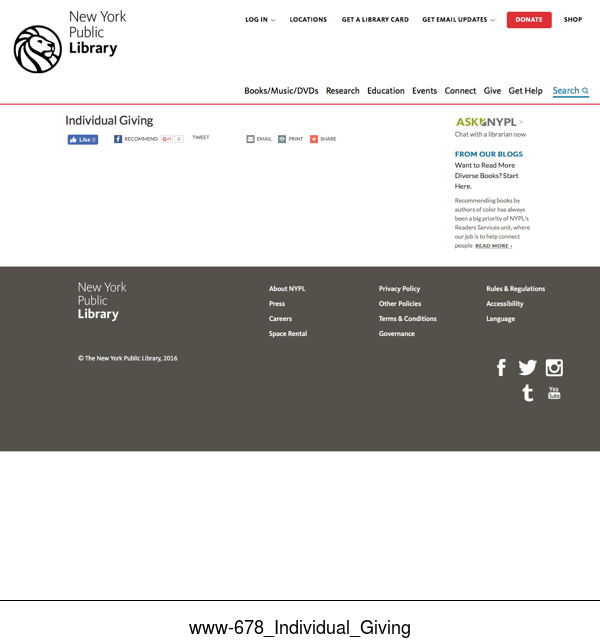 New York
Public
Library
LOG IN
LOCATIONS
GET A LIBRARY CARD
GET EMAIL UPDATES
DONATE
SHOP
Books/Music/DVDs
Research
Education
Events
Connect
Give
Get Help
Search
Individual Giving
Like 0
RECOMMEND
G+1 0
TWEET
EMAIL
PRINT
SHARE
ASK NYPL >
Chat with a librarian now
FROM OUR BLOGS
Want to Read More
Diverse Books? Start
Here.
Recommending books by
authors of color has always
been a big priority of NYPL's
Readers Services unit, where
our job is to help connect
people READ MORE ›
New York
Public
Library
© The New York Public Library, 2016
About NYPL
Press
Careers
Space Rental
Privacy Policy
Other Policies
Terms & Conditions
Governance
Rules & Regulations
Accessibility
Language
You
Tube
www-678_Individual_Giving